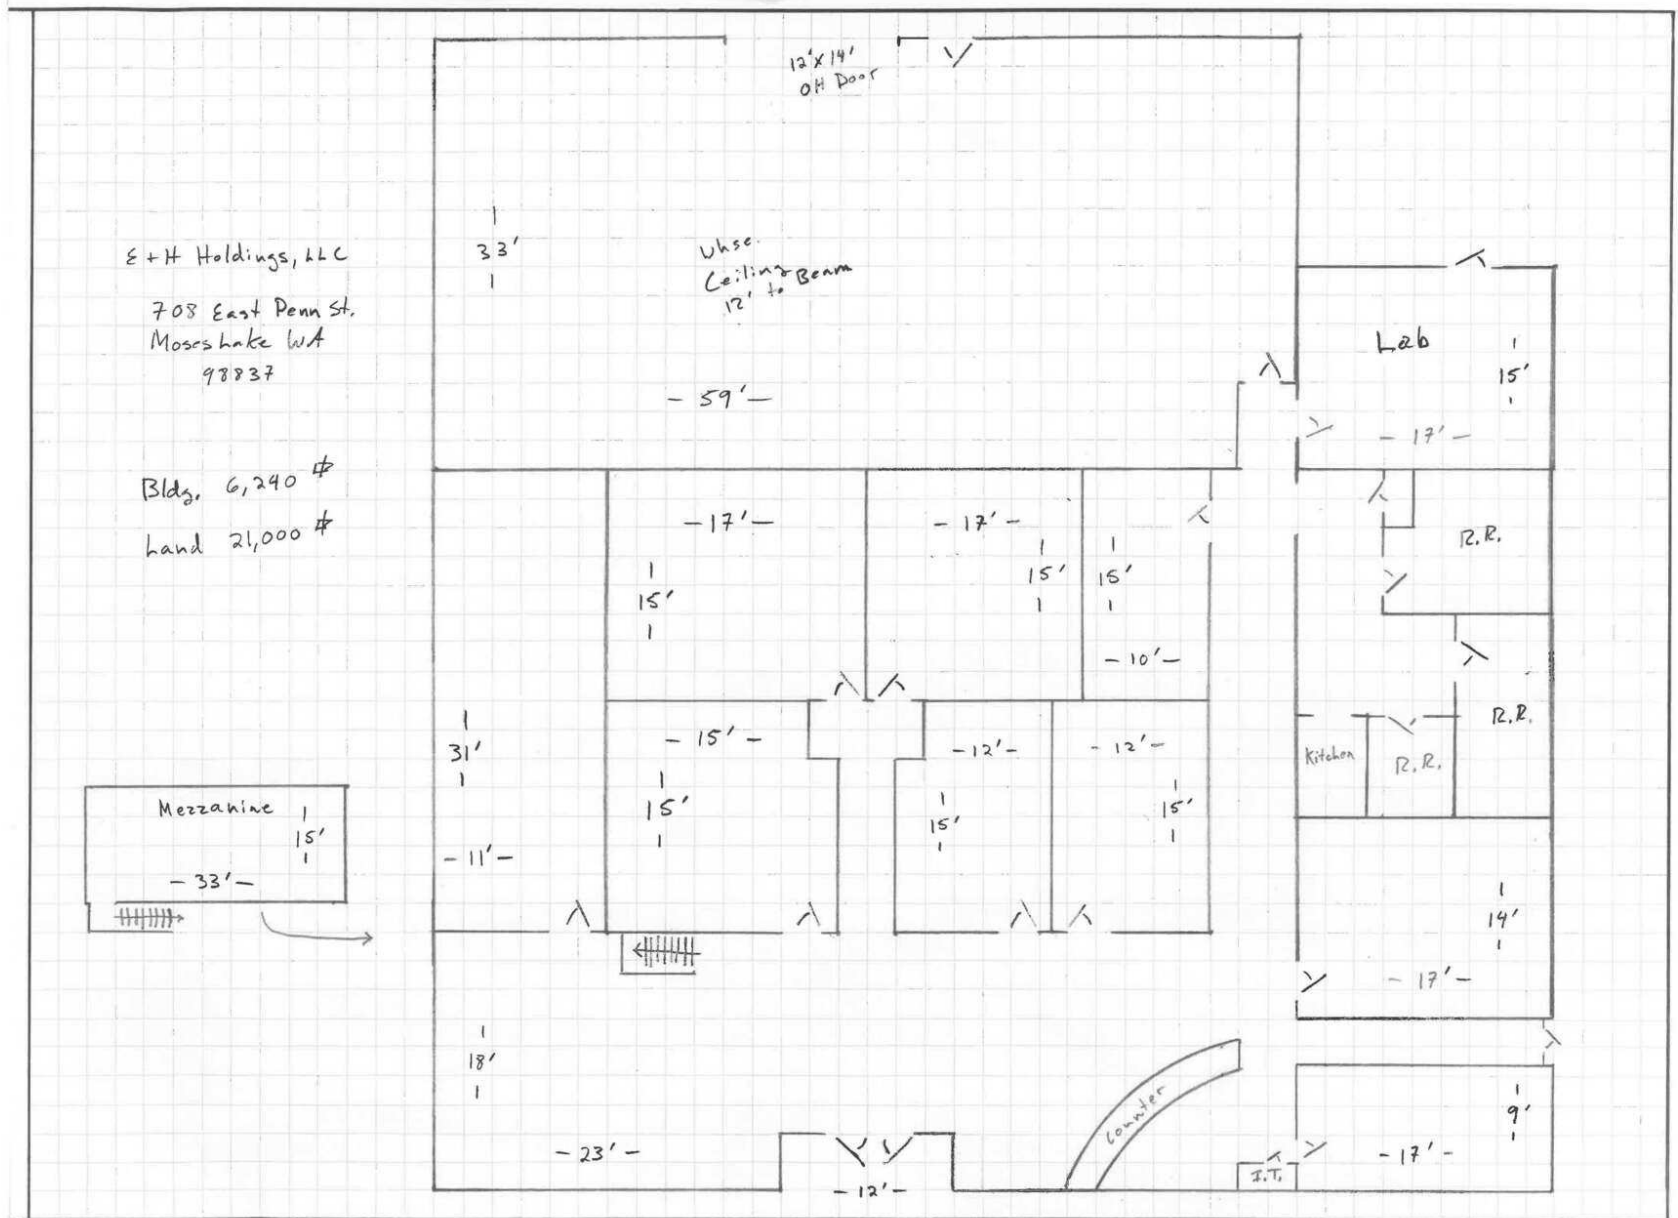 12'x14'
OH Door
E+H Holdings, LLC
708 East Penn St.
Moses Lake WA
98837
33'
Whse.
Ceiling
12' to Beam
Lab
15'
- 59' -
- 17' -
Bldg. 6,240 ⌗
Land 21,000 ⌗
- 17' -
- 17' -
15'
15'
15'
- 10' -
R.R.
R.R.
31'
- 11' -
- 15' -
15'
- 12' -
15'
- 12' -
15'
Kitchen
R.R.
Mezzanine
15'
- 33' -
14'
- 17' -
18'
- 23' -
- 12' -
Counter
I.T.
9'
- 17' -